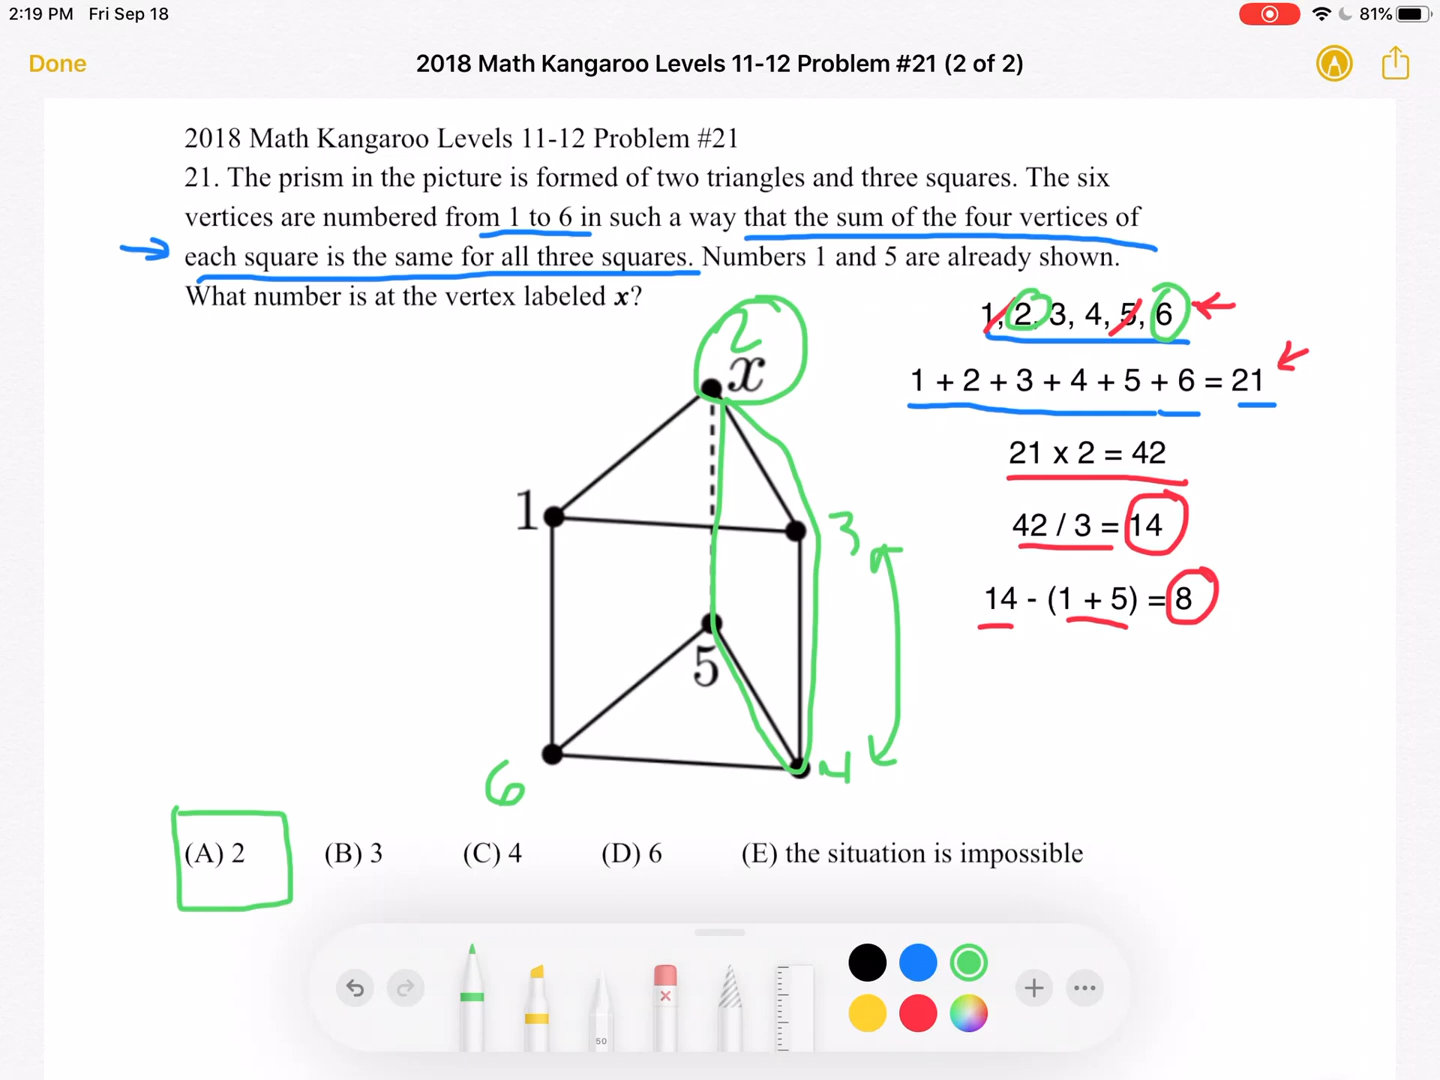 2:19 PM Fri Sep 18 81%
Done 2018 Math Kangaroo Levels 11-12 Problem #21 (2 of 2)
2018 Math Kangaroo Levels 11-12 Problem #21
21. The prism in the picture is formed of two triangles and three squares. The six
vertices are numbered from 1 to 6 in such a way that the sum of the four vertices of
each square is the same for all three squares. Numbers 1 and 5 are already shown.
What number is at the vertex labeled x?
1, 2, 3, 4, 5, 6
1 + 2 + 3 + 4 + 5 + 6 = 21
21 x 2 = 42
42 / 3 = 14
14 - (1 + 5) = 8
2
x
1
3
5
6
4
(A) 2 (B) 3 (C) 4 (D) 6 (E) the situation is impossible
50